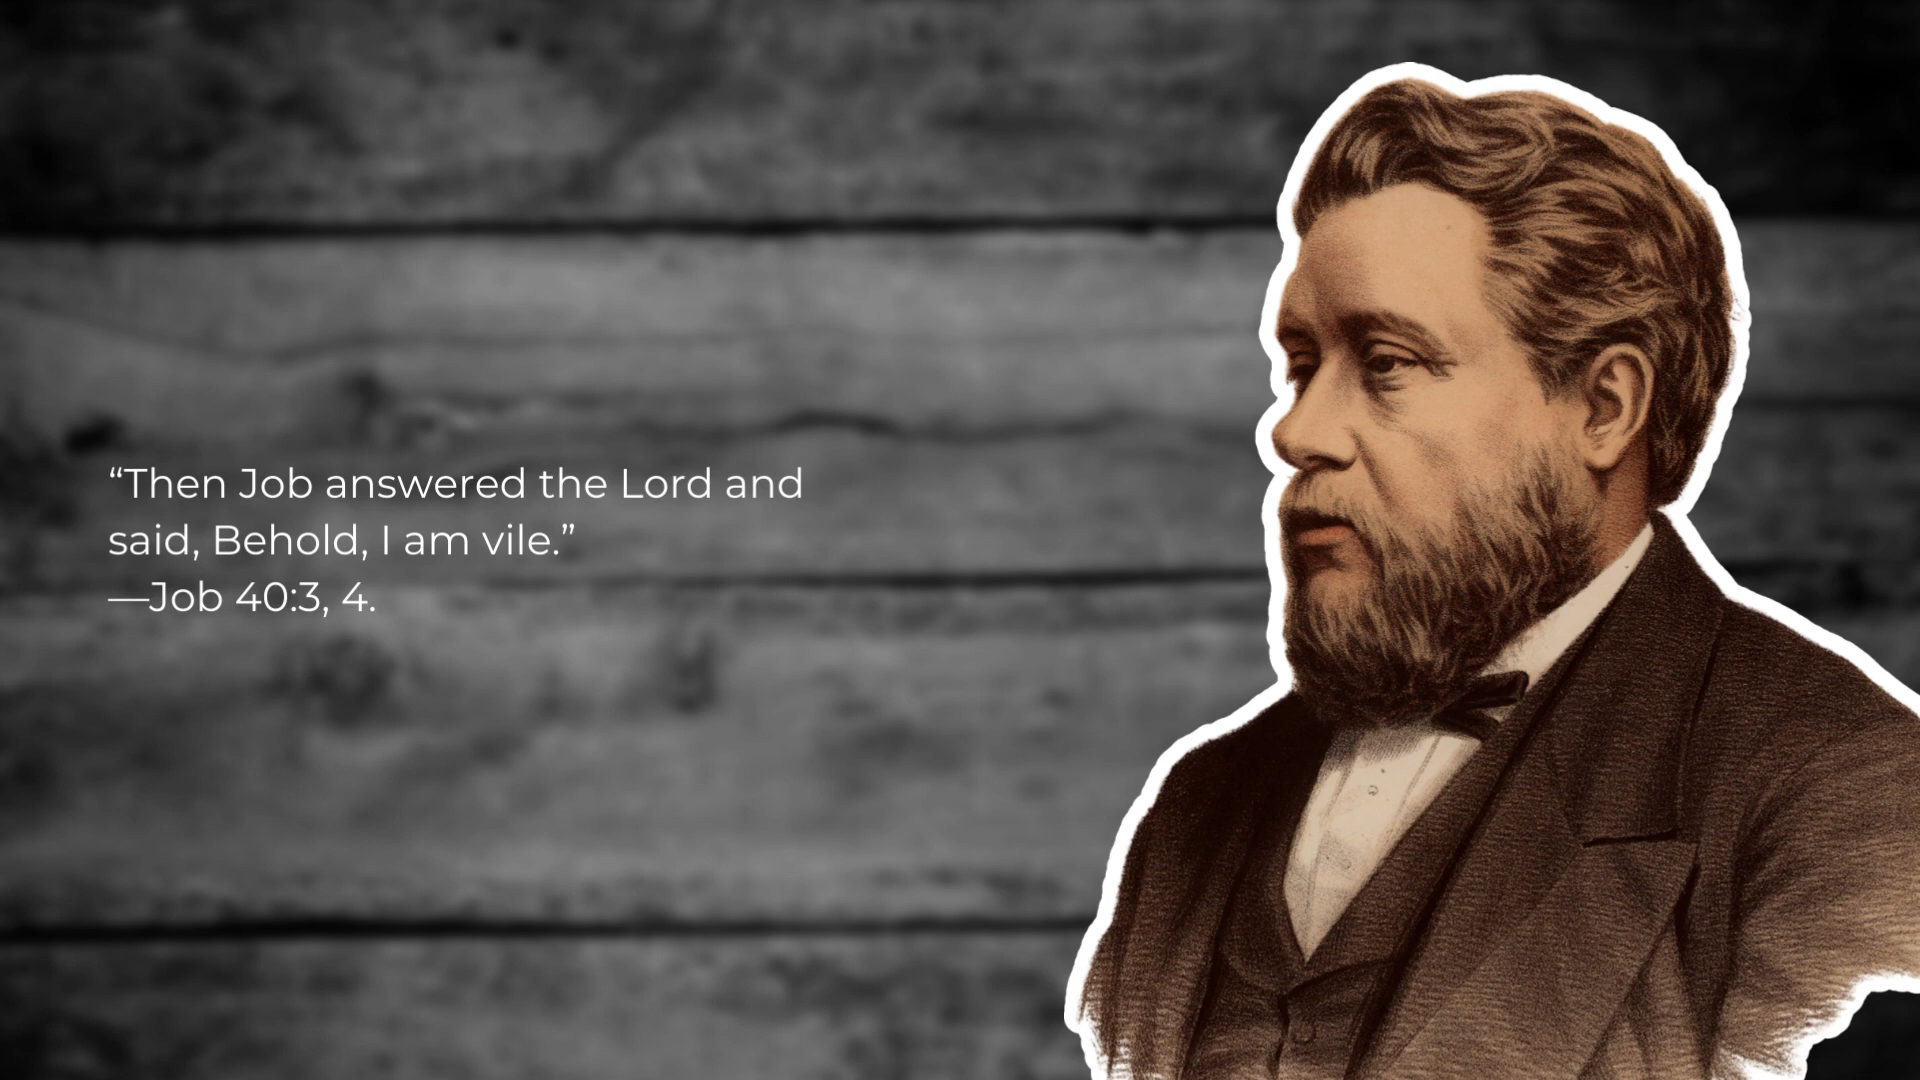 “Then Job answered the Lord and
said, Behold, I am vile.”
—Job 40:3, 4.